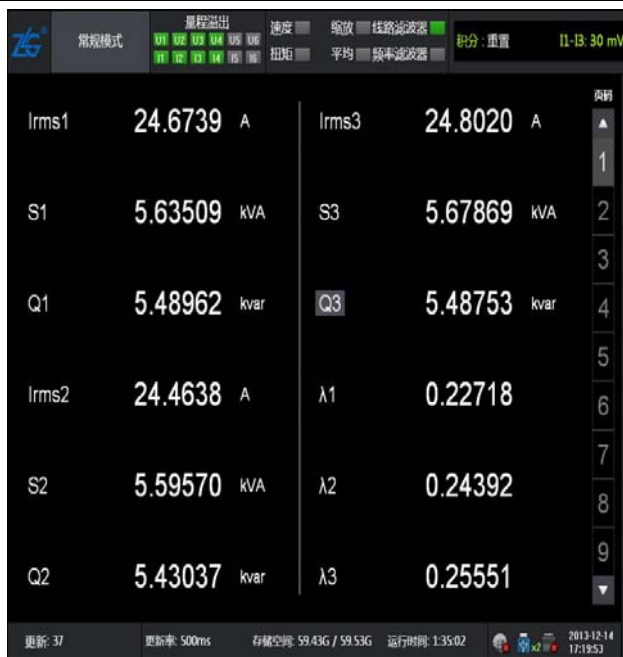 ZLG
常规模式
量程溢出
U1 U2 U3 U4 U5 U6
I1 I2 I3 I4 I5 I6
速度
扭矩
缩放
平均
线路滤波器
频率滤波器
积分 : 重置
I1-I3: 30 mV
页码
Irms1 24.6739 A
S1 5.63509 kVA
Q1 5.48962 kvar
Irms2 24.4638 A
S2 5.59570 kVA
Q2 5.43037 kvar
Irms3 24.8020 A
S3 5.67869 kVA
Q3 5.48753 kvar
λ1 0.22718
λ2 0.24392
λ3 0.25551
1
2
3
4
5
6
7
8
9
更新: 37
更新率: 500ms
存储空间: 59.43G / 59.53G
运行时间: 1:35:02
x2
2013-12-14
17:19:53